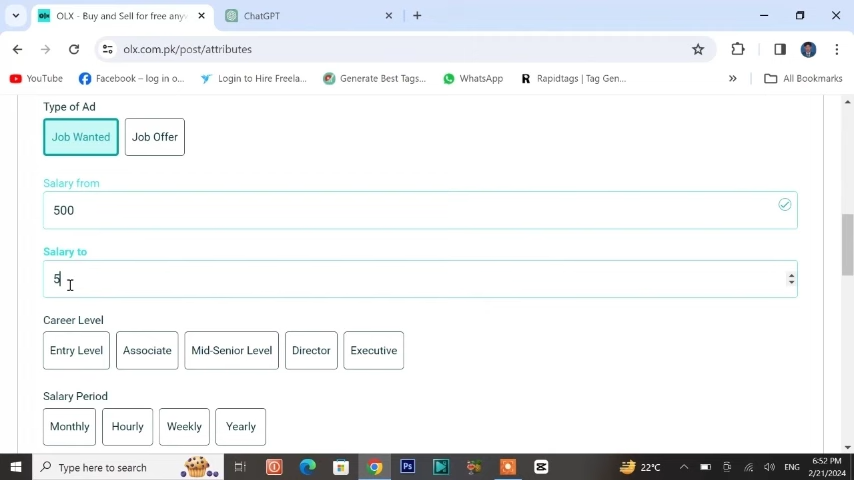 OLX - Buy and Sell for free any
ChatGPT
olx.com.pk/post/attributes
YouTube
Facebook – log in o...
Login to Hire Freela...
Generate Best Tags...
WhatsApp
Rapidtags | Tag Gen...
»
All Bookmarks
Type of Ad
Job Wanted
Job Offer
Salary from
500
Salary to
5
Career Level
Entry Level
Associate
Mid-Senior Level
Director
Executive
Salary Period
Monthly
Hourly
Weekly
Yearly
Type here to search
Ps
22°C
ENG
6:52 PM
2/21/2024